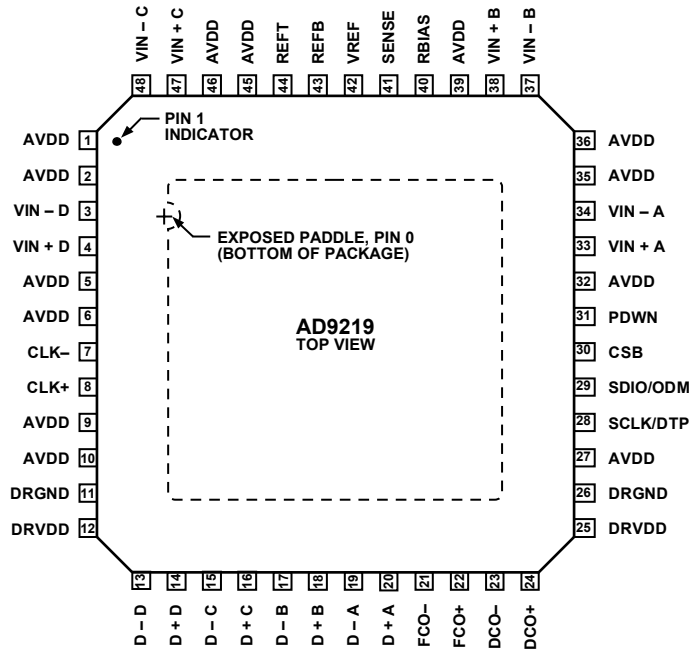 VIN – C
VIN + C
AVDD
AVDD
REFT
REFB
VREF
SENSE
RBIAS
AVDD
VIN + B
VIN – B
48
47
46
45
44
43
42
41
40
39
38
37
PIN 1
INDICATOR
AVDD 1
AVDD 2
VIN – D 3
VIN + D 4
AVDD 5
AVDD 6
CLK– 7
CLK+ 8
AVDD 9
AVDD 10
DRGND 11
DRVDD 12
EXPOSED PADDLE, PIN 0
(BOTTOM OF PACKAGE)
AD9219
TOP VIEW
36 AVDD
35 AVDD
34 VIN – A
33 VIN + A
32 AVDD
31 PDWN
30 CSB
29 SDIO/ODM
28 SCLK/DTP
27 AVDD
26 DRGND
25 DRVDD
13
14
15
16
17
18
19
20
21
22
23
24
D – D
D + D
D – C
D + C
D – B
D + B
D – A
D + A
FCO–
FCO+
DCO–
DCO+